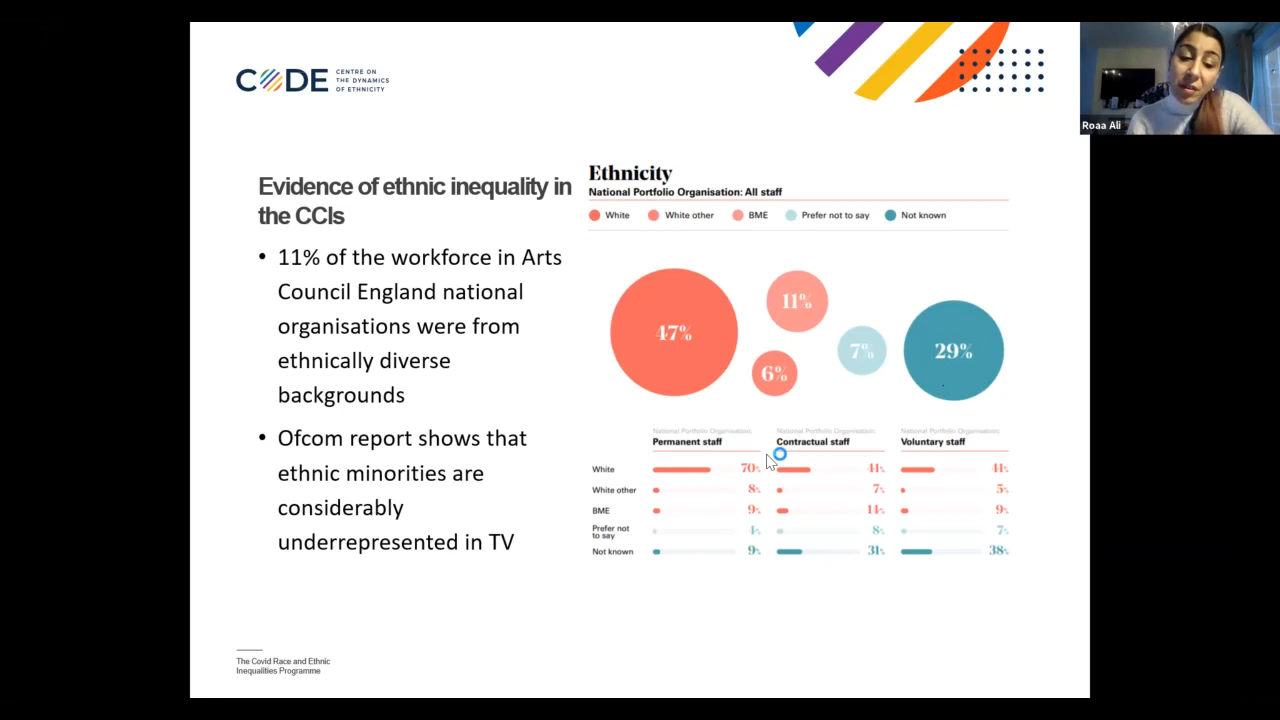 CODE
CENTRE ON
THE DYNAMICS
OF ETHNICITY
Roaa Ali
Evidence of ethnic inequality in
the CCIs
• 11% of the workforce in Arts
Council England national
organisations were from
ethnically diverse
backgrounds
• Ofcom report shows that
ethnic minorities are
considerably
underrepresented in TV
Ethnicity
National Portfolio Organisation: All staff
White White other BME Prefer not to say Not known
47% 11% 6% 7% 29%
National Portfolio Organisation: National Portfolio Organisation: National Portfolio Organisation:
Permanent staff Contractual staff Voluntary staff
White 70% 41% 41%
White other 8% 7% 5%
BME 9% 14% 9%
Prefer not
to say 4% 8% 7%
Not known 9% 31% 38%
The Covid Race and Ethnic
Inequalities Programme